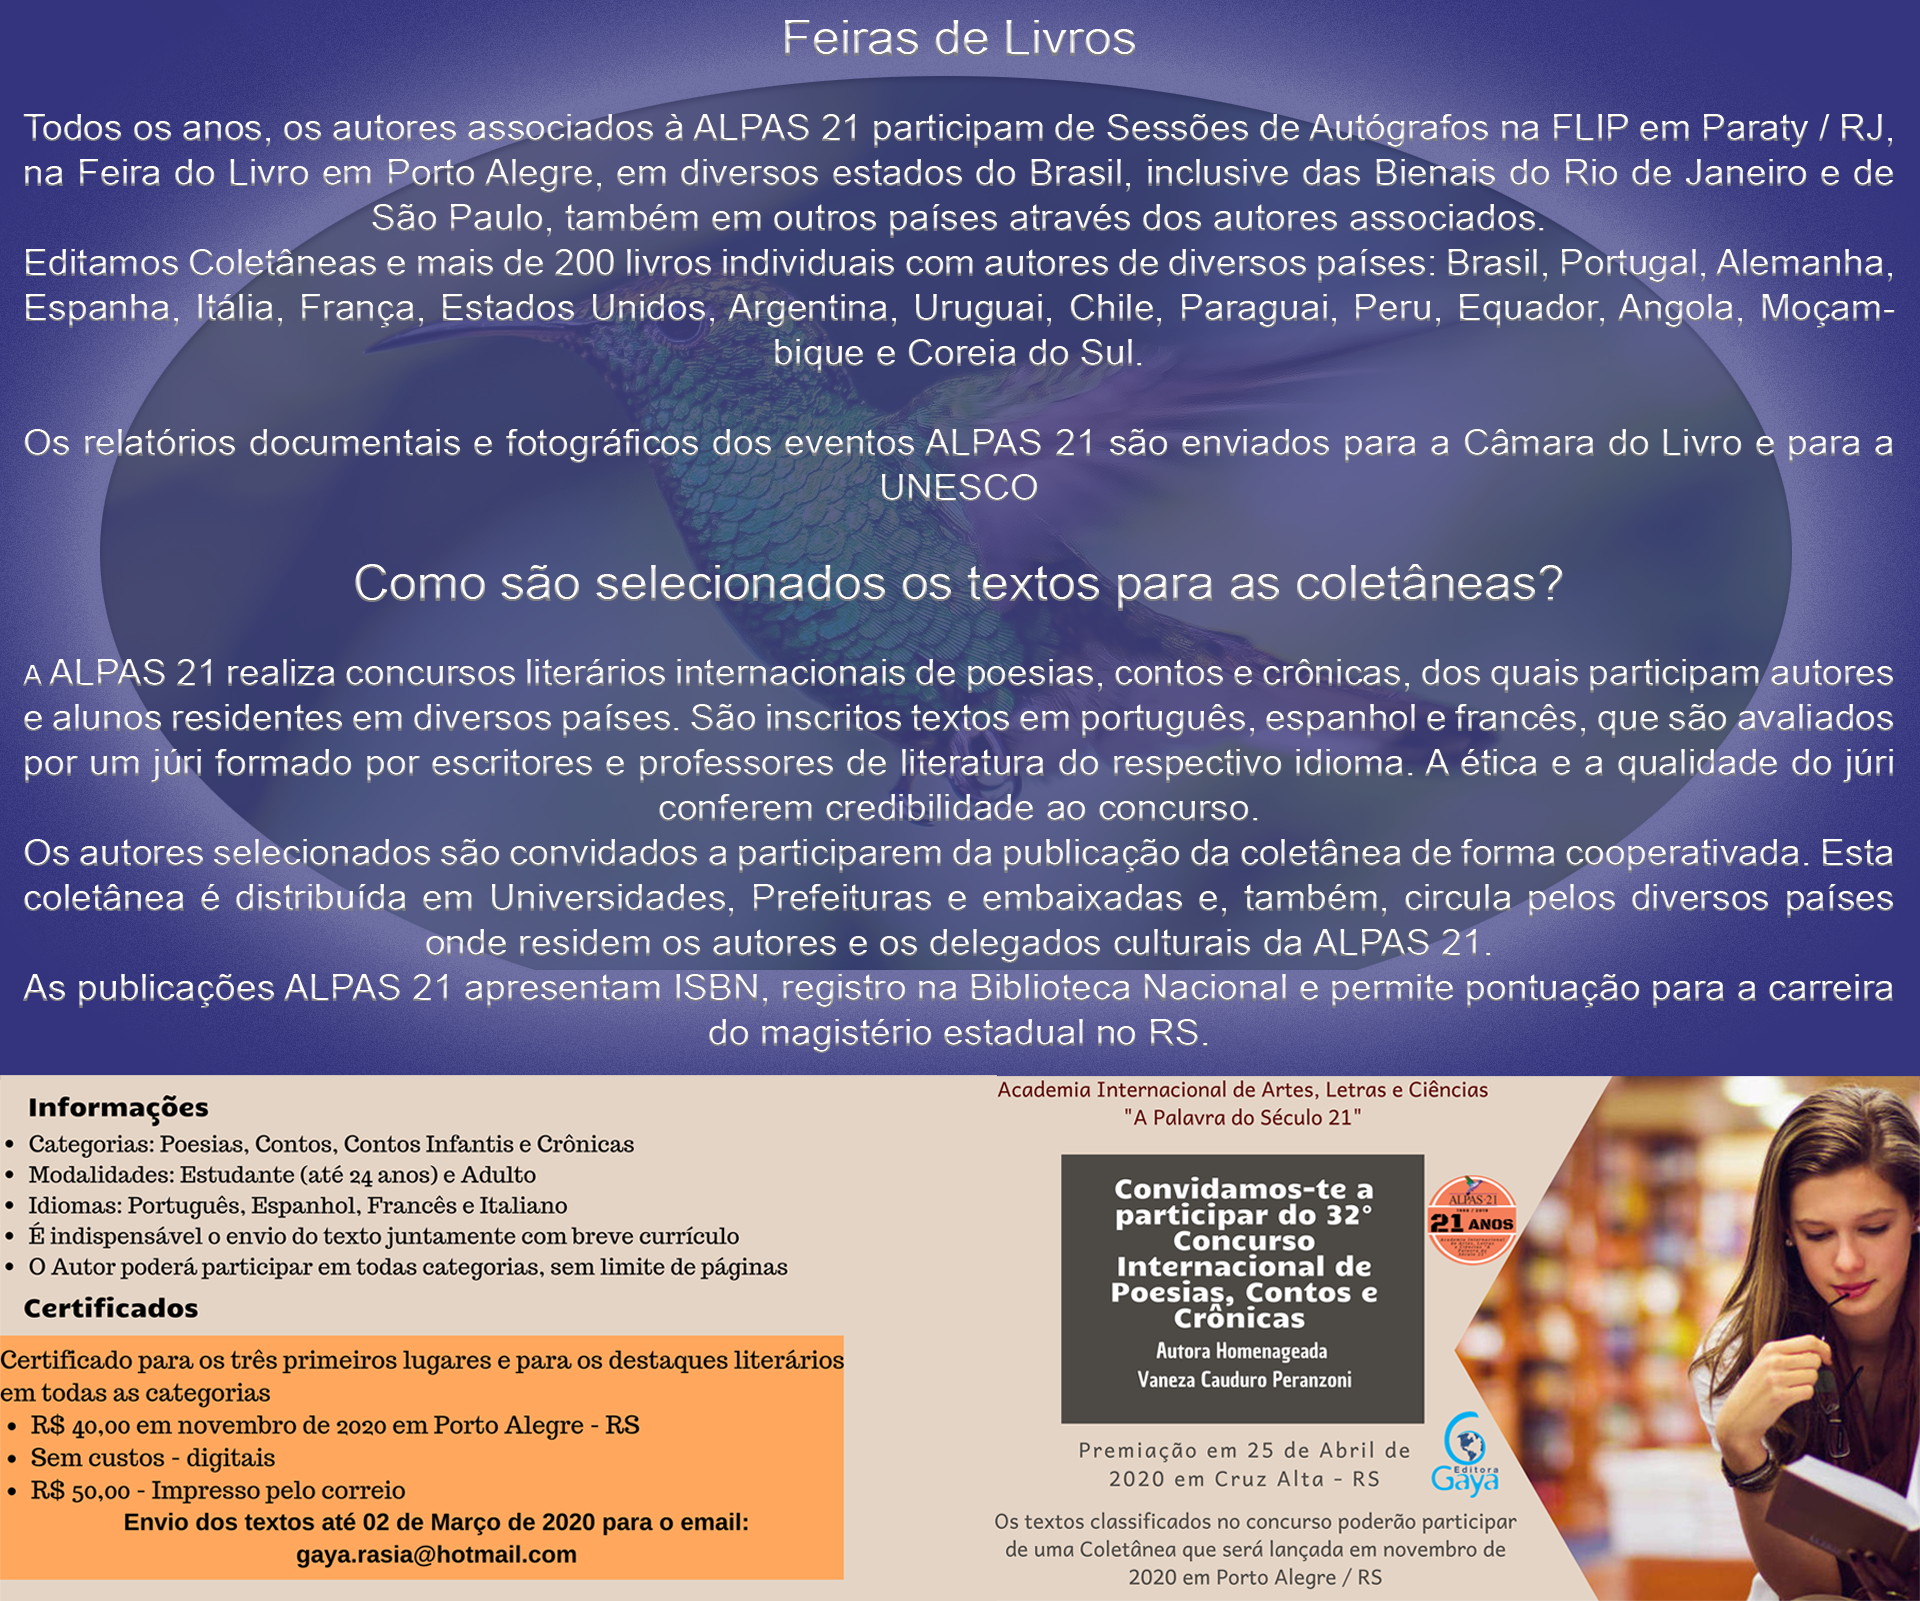 Feiras de Livros
Todos os anos, os autores associados à ALPAS 21 participam de Sessões de Autógrafos na FLIP em Paraty / RJ,
na Feira do Livro em Porto Alegre, em diversos estados do Brasil, inclusive das Bienais do Rio de Janeiro e de
São Paulo, também em outros países através dos autores associados.
Editamos Coletâneas e mais de 200 livros individuais com autores de diversos países: Brasil, Portugal, Alemanha,
Espanha, Itália, França, Estados Unidos, Argentina, Uruguai, Chile, Paraguai, Peru, Equador, Angola, Moçam-
bique e Coreia do Sul.
Os relatórios documentais e fotográficos dos eventos ALPAS 21 são enviados para a Câmara do Livro e para a
UNESCO
Como são selecionados os textos para as coletâneas?
A ALPAS 21 realiza concursos literários internacionais de poesias, contos e crônicas, dos quais participam autores
e alunos residentes em diversos países. São inscritos textos em português, espanhol e francês, que são avaliados
por um júri formado por escritores e professores de literatura do respectivo idioma. A ética e a qualidade do júri
conferem credibilidade ao concurso.
Os autores selecionados são convidados a participarem da publicação da coletânea de forma cooperativada. Esta
coletânea é distribuída em Universidades, Prefeituras e embaixadas e, também, circula pelos diversos países
onde residem os autores e os delegados culturais da ALPAS 21.
As publicações ALPAS 21 apresentam ISBN, registro na Biblioteca Nacional e permite pontuação para a carreira
do magistério estadual no RS.
Informações
• Categorias: Poesias, Contos, Contos Infantis e Crônicas
• Modalidades: Estudante (até 24 anos) e Adulto
• Idiomas: Português, Espanhol, Francês e Italiano
• É indispensável o envio do texto juntamente com breve currículo
• O Autor poderá participar em todas categorias, sem limite de páginas
Certificados
Certificado para os três primeiros lugares e para os destaques literários
em todas as categorias
• R$ 40,00 em novembro de 2020 em Porto Alegre - RS
• Sem custos - digitais
• R$ 50,00 - Impresso pelo correio
Envio dos textos até 02 de Março de 2020 para o email:
gaya.rasia@hotmail.com
Academia Internacional de Artes, Letras e Ciências
"A Palavra do Século 21"
Convidamos-te a
participar do 32°
Concurso
Internacional de
Poesias, Contos e
Crônicas
Autora Homenageada
Vaneza Cauduro Peranzoni
ALPAS-21
21 ANOS
Premiação em 25 de Abril de
2020 em Cruz Alta - RS
Editora
Gaya
Os textos classificados no concurso poderão participar
de uma Coletânea que será lançada em novembro de
2020 em Porto Alegre / RS